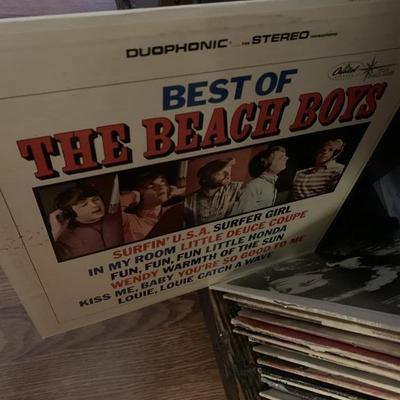 DUOPHONIC STEREO
Capitol
BEST OF
THE BEACH BOYS
SURFIN' U.S.A. SURFER GIRL
IN MY ROOM LITTLE DEUCE COUPE
FUN, FUN, FUN LITTLE HONDA
WENDY WARMTH OF THE SUN
KISS ME, BABY YOU'RE SO GOOD TO ME
LOUIE, LOUIE CATCH A WAVE